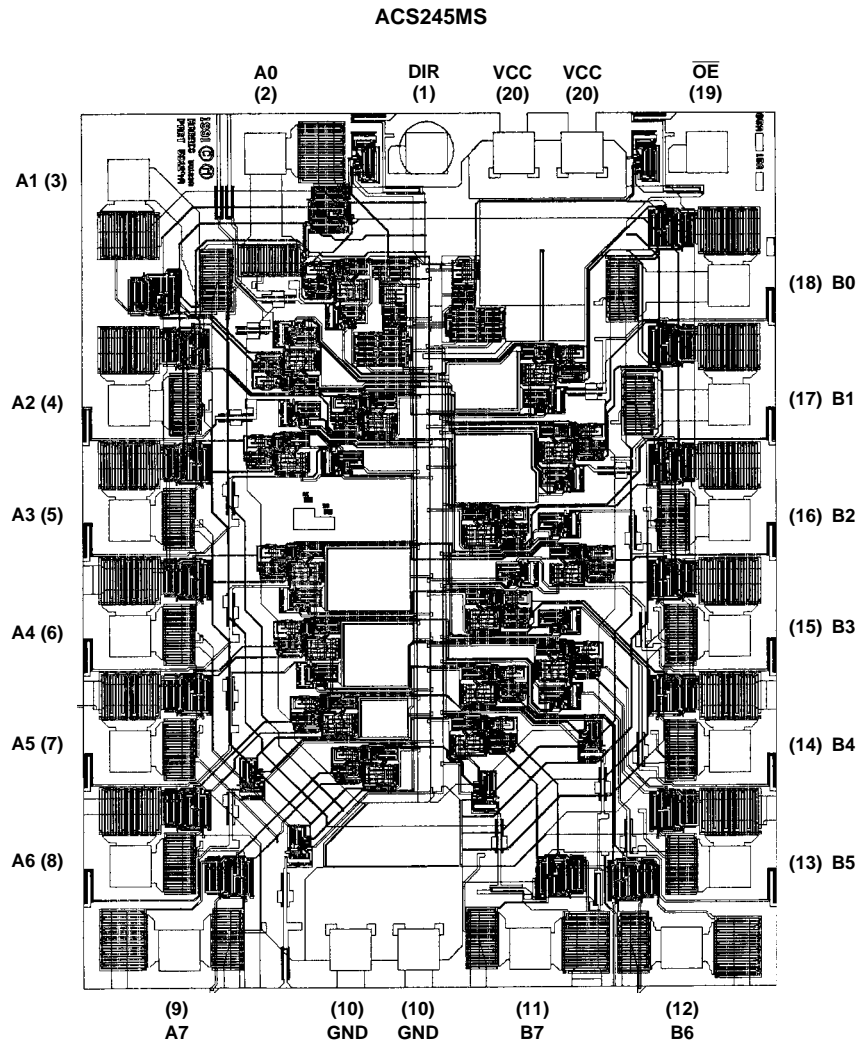 ACS245MS
A0 DIR VCC VCC OE
(2) (1) (20) (20) (19)
1991 © H
A1 (3)
(18) B0
A2 (4)
(17) B1
A3 (5)
(16) B2
A4 (6)
(15) B3
A5 (7)
(14) B4
A6 (8)
(13) B5
(9) (10) (10) (11) (12)
A7 GND GND B7 B6